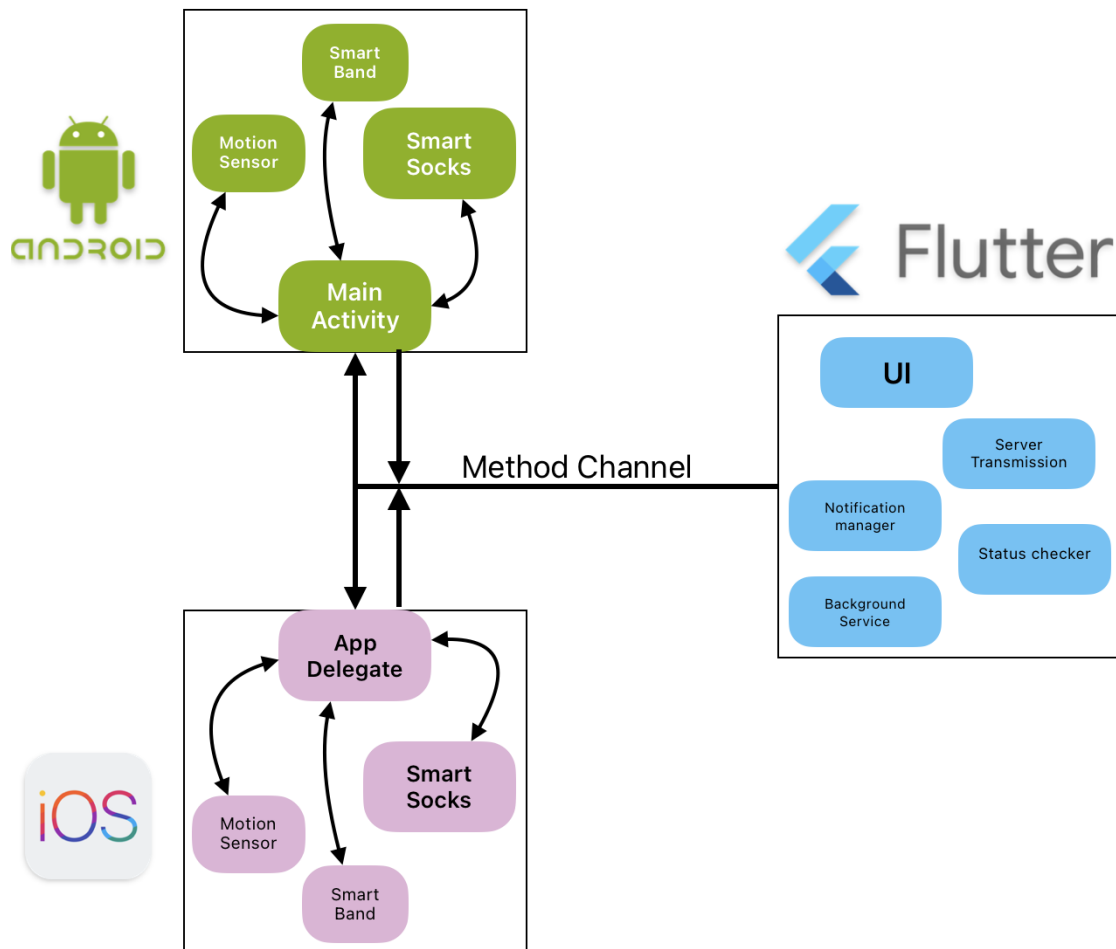 Smart
Band
Motion
Sensor
Smart
Socks
Main
Activity
android
Flutter
UI
Server
Transmission
Notification
manager
Status checker
Background
Service
Method Channel
App
Delegate
Smart
Socks
Motion
Sensor
Smart
Band
iOS